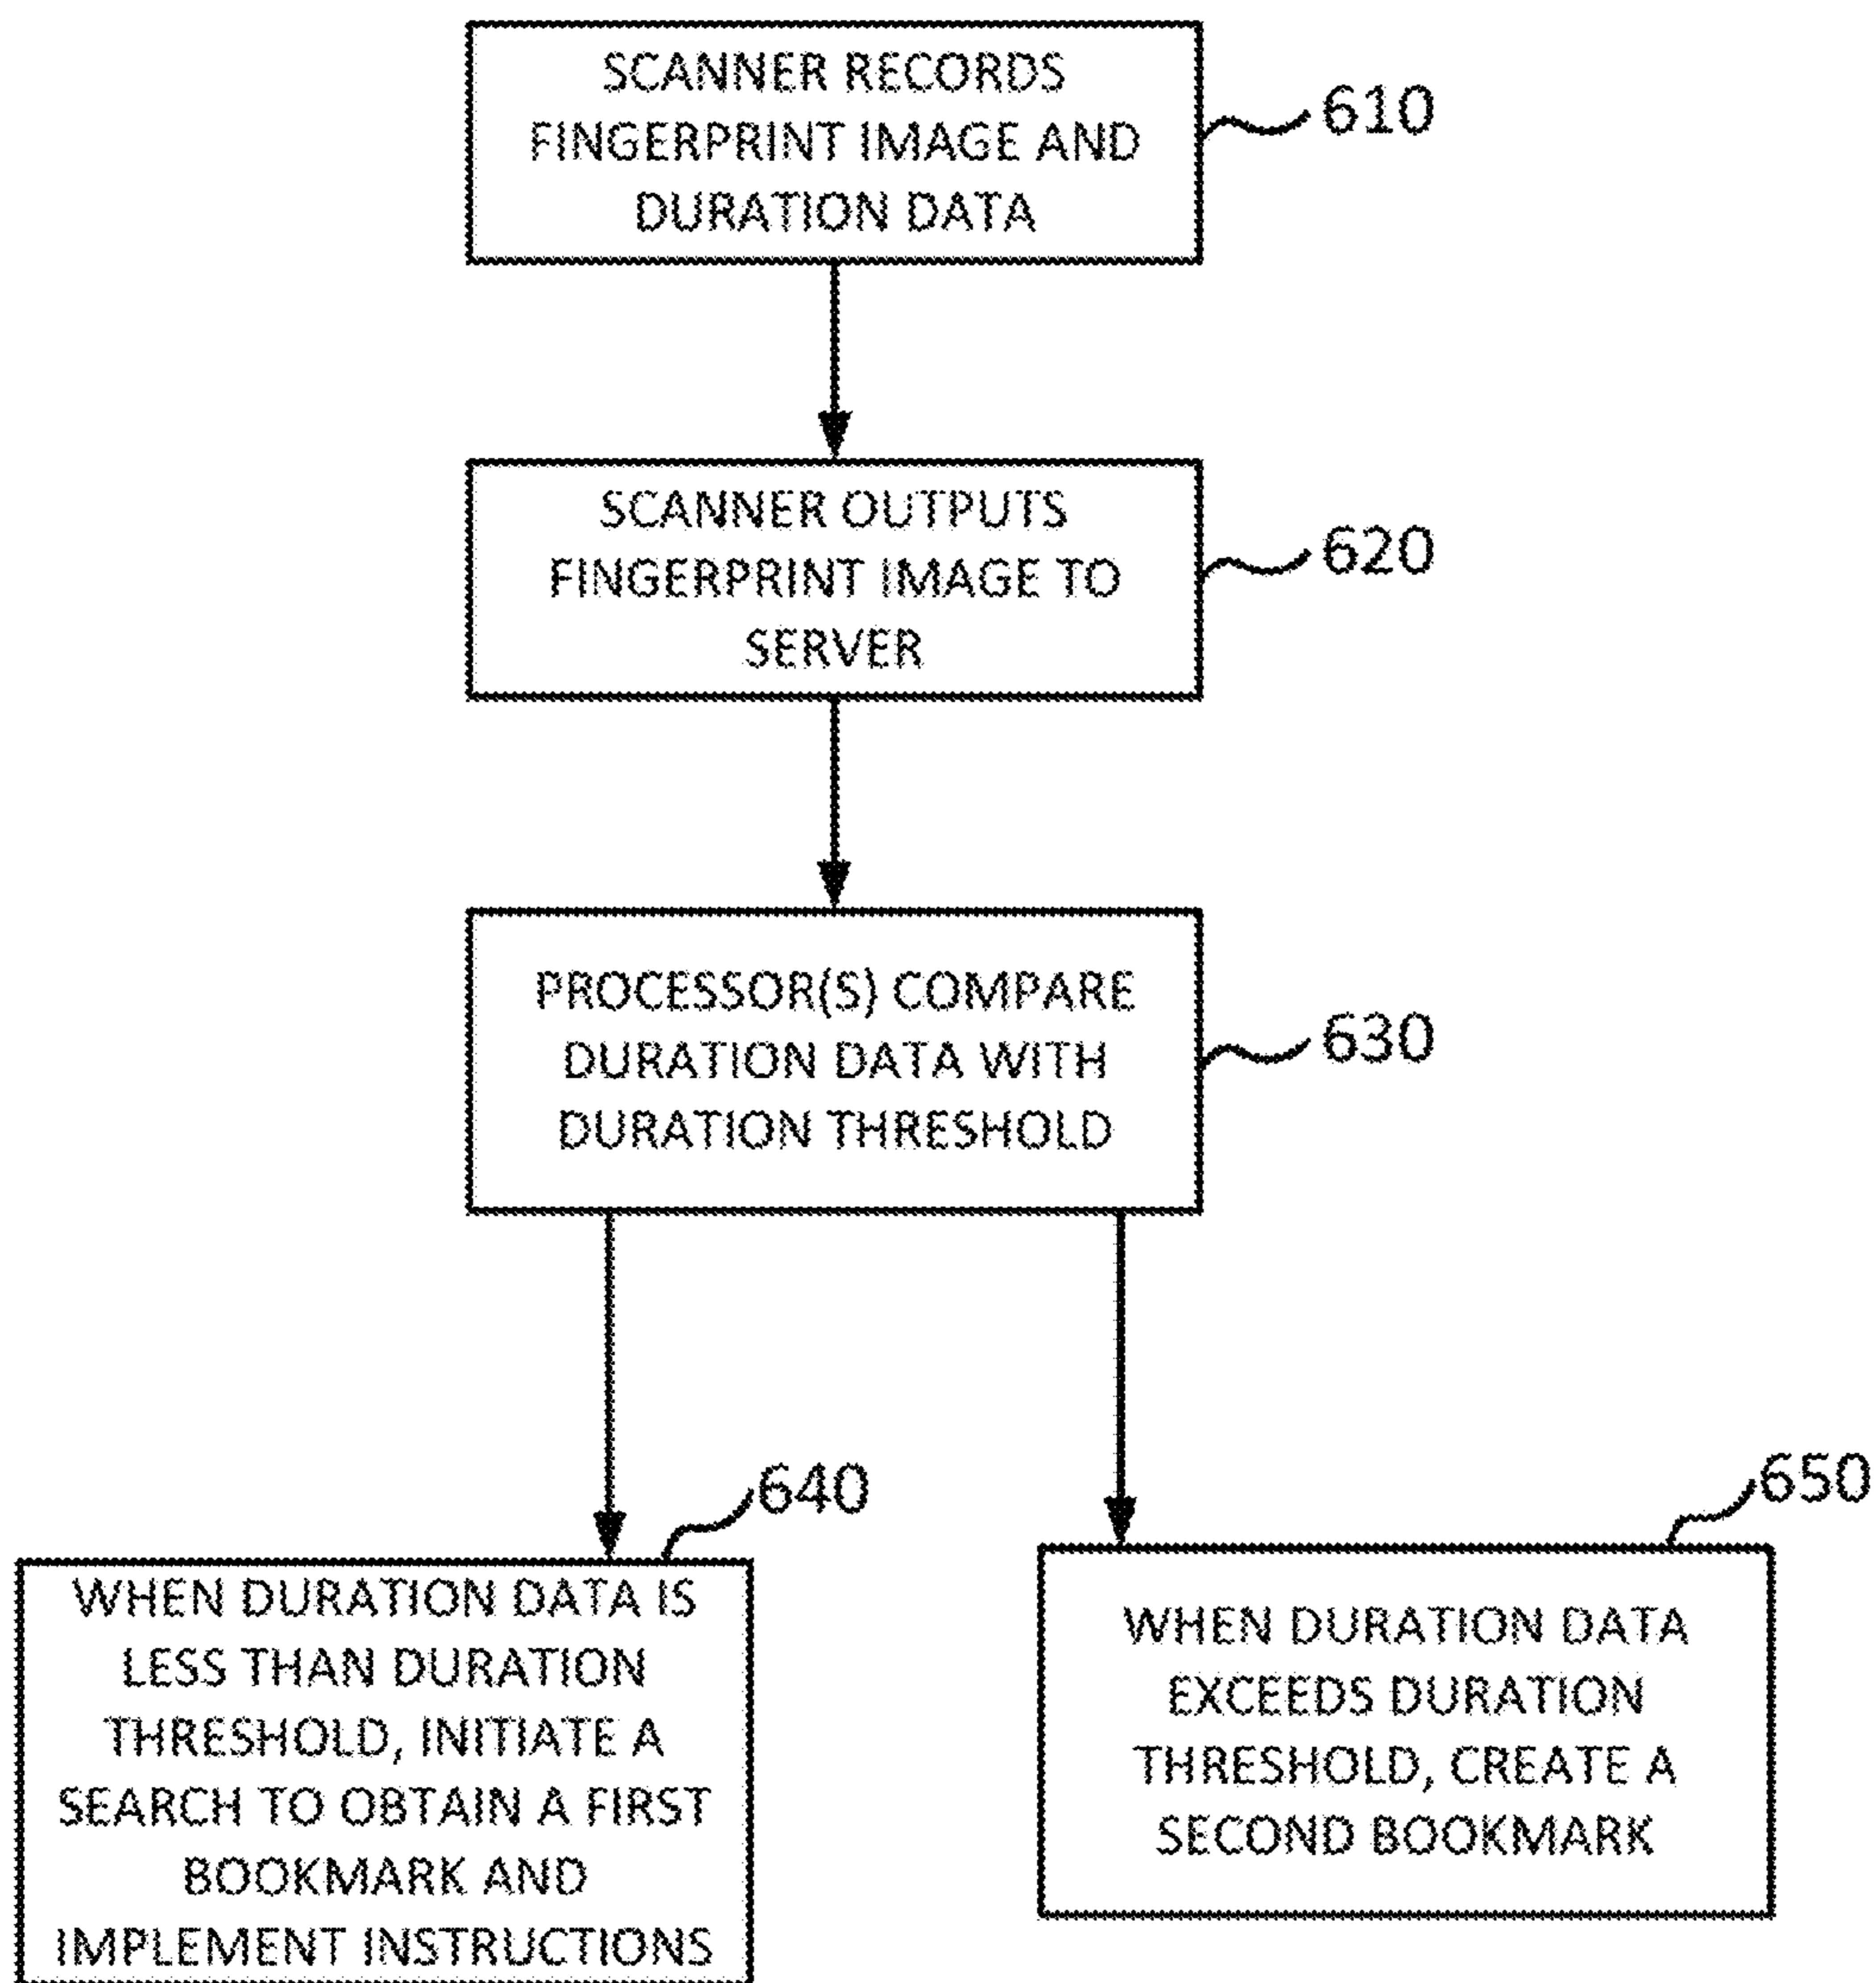 SCANNER RECORDS
FINGERPRINT IMAGE AND
DURATION DATA
610
SCANNER OUTPUTS
FINGERPRINT IMAGE TO
SERVER
620
PROCESSOR(S) COMPARE
DURATION DATA WITH
DURATION THRESHOLD
630
640
WHEN DURATION DATA IS
LESS THAN DURATION
THRESHOLD, INITIATE A
SEARCH TO OBTAIN A FIRST
BOOKMARK AND
IMPLEMENT INSTRUCTIONS
650
WHEN DURATION DATA
EXCEEDS DURATION
THRESHOLD, CREATE A
SECOND BOOKMARK